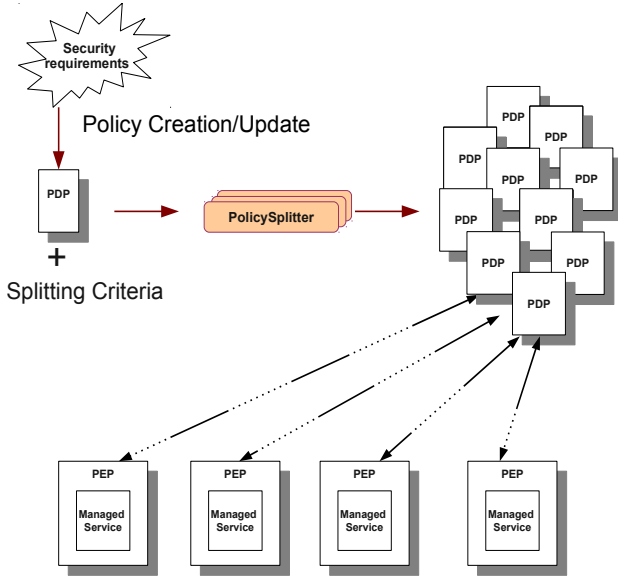 Security
requirements
Policy Creation/Update
PDP
+
Splitting Criteria
PolicySplitter
PDP
PDP
PDP
PDP
PDP
PDP
PDP
PDP
PDP
PDP
PEP
Managed
Service
PEP
Managed
Service
PEP
Managed
Service
PEP
Managed
Service